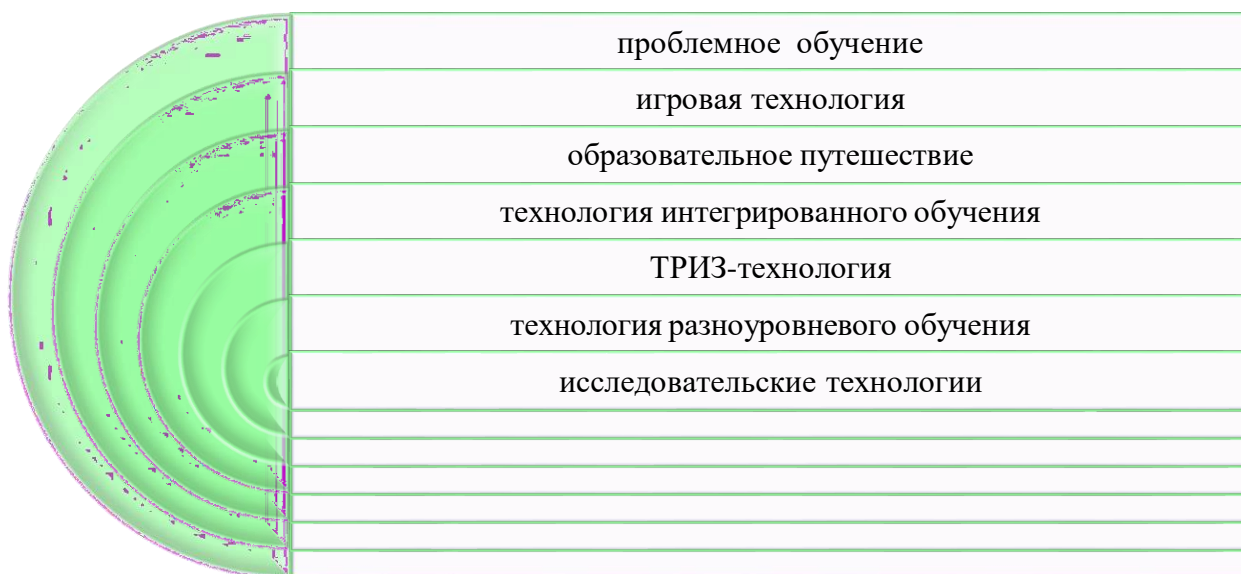 проблемное обучение
игровая технология
образовательное путешествие
технология интегрированного обучения
ТРИЗ-технология
технология разноуровневого обучения
исследовательские технологии